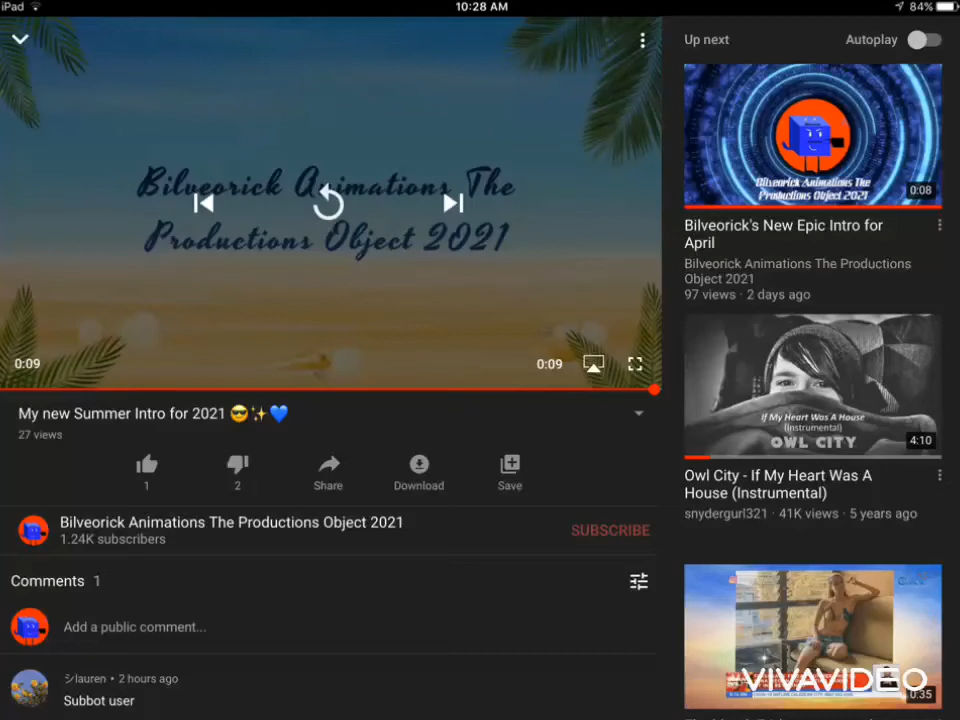 iPad
10:28 AM
84%
Bilveorick Animations The
Productions Object 2021
0:09
0:09
My new Summer Intro for 2021 😎✨💙
27 views
1
2
Share
Download
Save
Bilveorick Animations The Productions Object 2021
1.24K subscribers
SUBSCRIBE
Comments 1
Add a public comment...
シlauren • 2 hours ago
Subbot user
Up next
Autoplay
Bilveorick Animations The
Productions Object 2021
0:08
Bilveorick's New Epic Intro for
April
Bilveorick Animations The Productions
Object 2021
97 views · 2 days ago
If My Heart Was A House
(Instrumental)
OWL CITY
4:10
Owl City - If My Heart Was A
House (Instrumental)
snydergurl321 · 41K views · 5 years ago
VIVAVIDEO
0:35